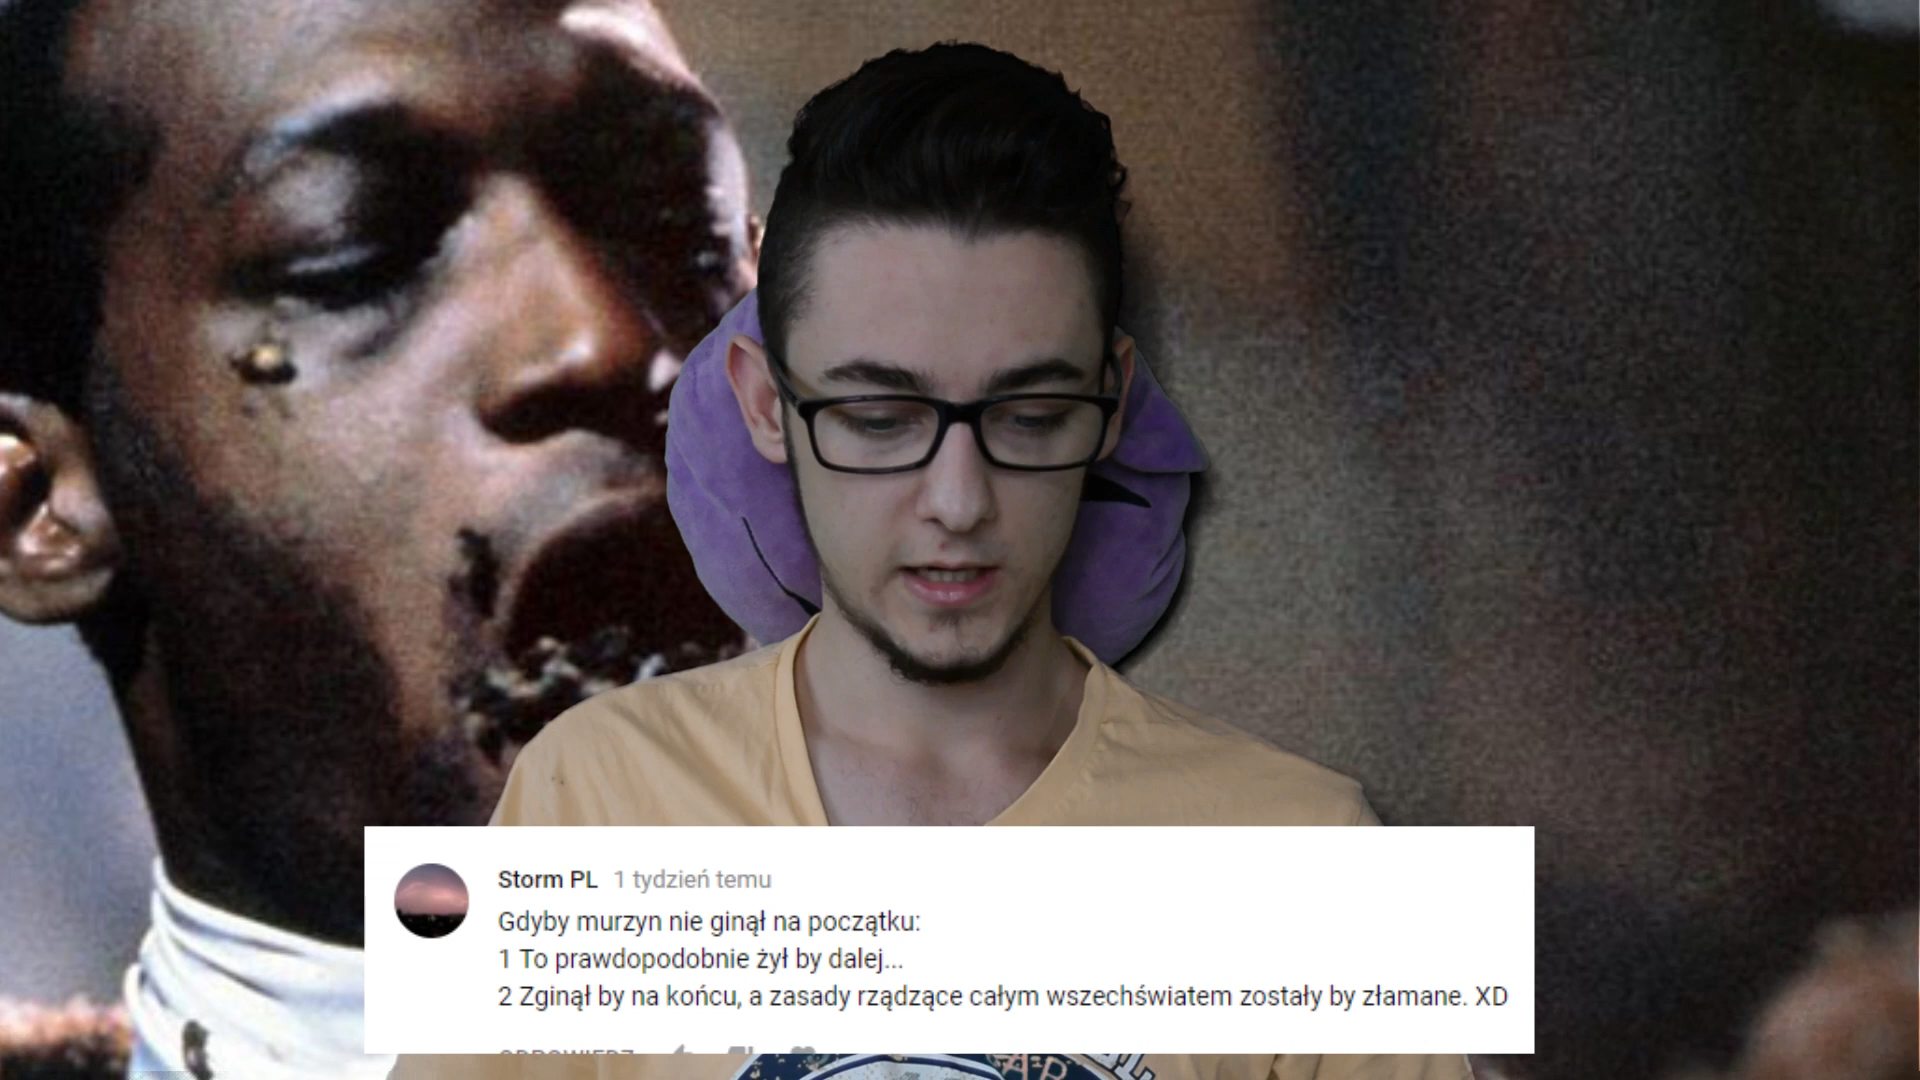 Storm PL 1 tydzień temu
Gdyby murzyn nie ginął na początku:
1 To prawdopodobnie żył by dalej...
2 Zginął by na końcu, a zasady rządzące całym wszechświatem zostały by złamane. XD
ODPOWIEDZ